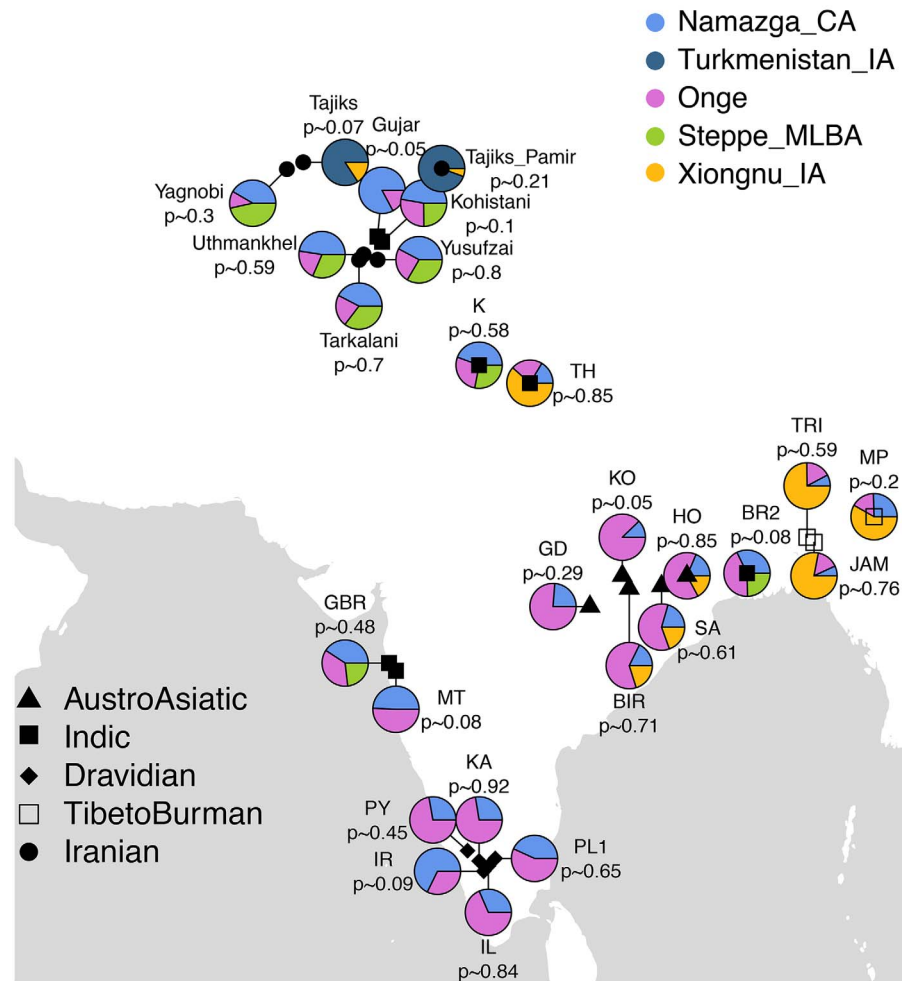 Namazga_CA
Turkmenistan_IA
Onge
Steppe_MLBA
Xiongnu_IA
Tajiks
p~0.07
Gujar
p~0.05
Tajiks_Pamir
p~0.21
Yagnobi
p~0.3
Kohistani
p~0.1
Uthmankhel
p~0.59
Yusufzai
p~0.8
Tarkalani
p~0.7
K
p~0.58
TH
p~0.85
TRI
p~0.59
MP
p~0.2
KO
p~0.05
HO
p~0.85
BR2
p~0.08
GD
p~0.29
JAM
p~0.76
GBR
p~0.48
SA
p~0.61
BIR
p~0.71
MT
p~0.08
AustroAsiatic
Indic
Dravidian
TibetoBurman
Iranian
KA
p~0.92
PY
p~0.45
PL1
p~0.65
IR
p~0.09
IL
p~0.84